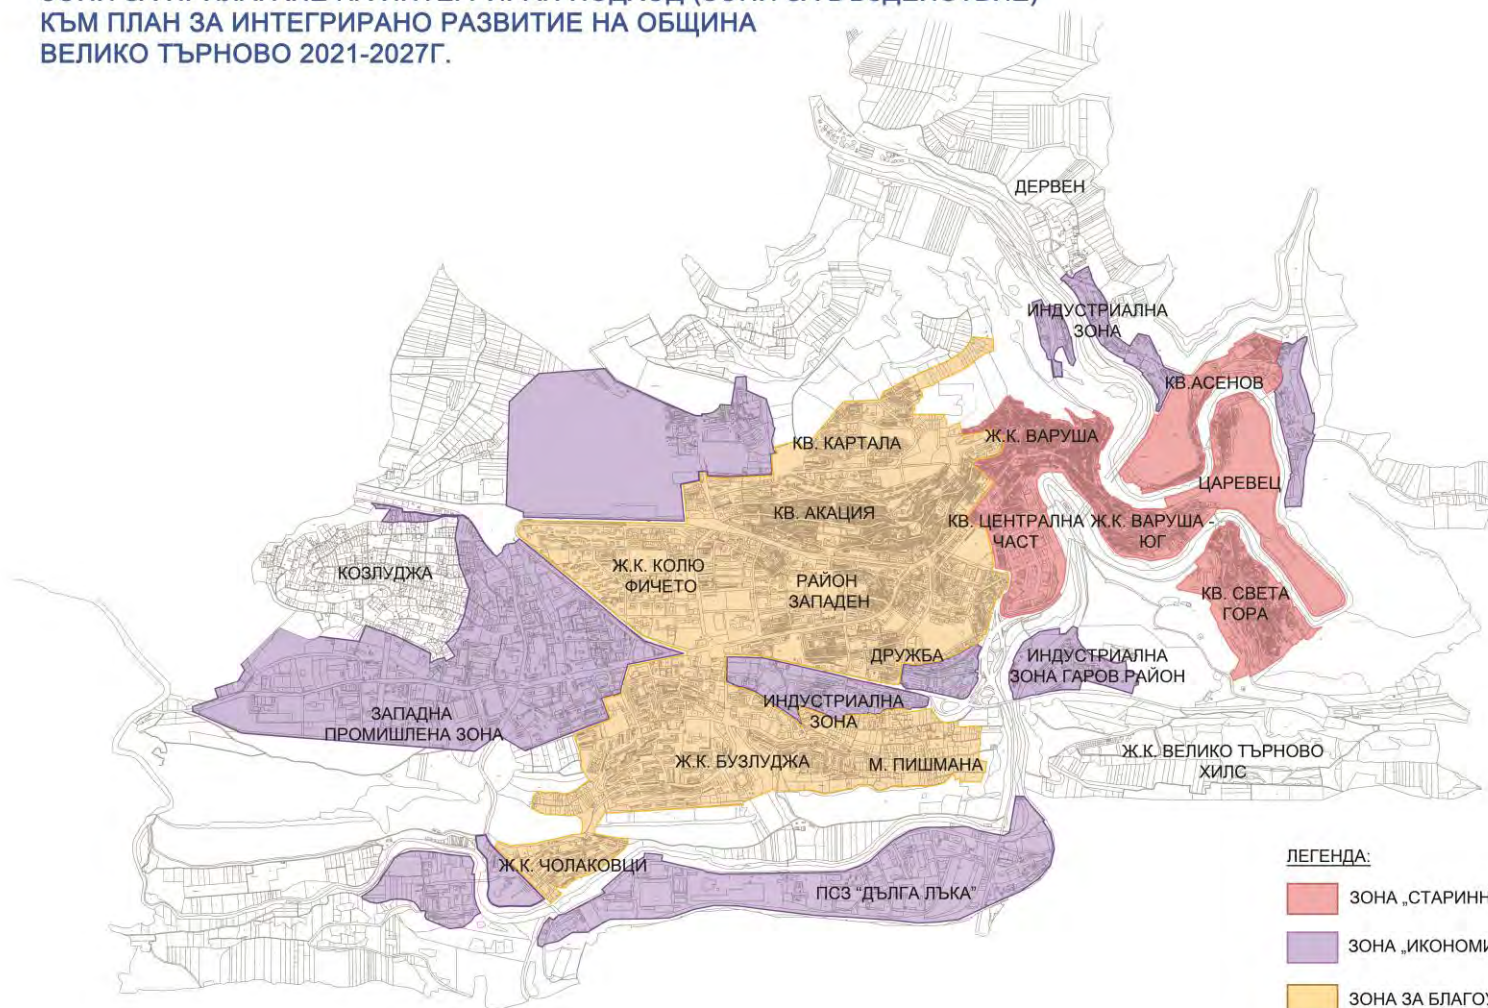 КЪМ ПЛАН ЗА ИНТЕГРИРАНО РАЗВИТИЕ НА ОБЩИНА
ВЕЛИКО ТЪРНОВО 2021-2027Г.
ДЕРВЕН
ИНДУСТРИАЛНА
ЗОНА
КВ.АСЕНОВ
КВ. КАРТАЛА
Ж.К. ВАРУША
ЦАРЕВЕЦ
КВ. АКАЦИЯ
КВ. ЦЕНТРАЛНА
ЧАСТ
Ж.К. ВАРУША -
ЮГ
КОЗЛУДЖА
Ж.К. КОЛЮ
ФИЧЕТО
РАЙОН
ЗАПАДЕН
КВ. СВЕТА
ГОРА
ДРУЖБА
ИНДУСТРИАЛНА
ЗОНА ГАРОВ РАЙОН
ИНДУСТРИАЛНА
ЗОНА
ЗАПАДНА
ПРОМИШЛЕНА ЗОНА
Ж.К. БУЗЛУДЖА
М. ПИШМАНА
Ж.К. ВЕЛИКО ТЪРНОВО
ХИЛС
Ж.К. ЧОЛАКОВЦИ
ПСЗ "ДЪЛГА ЛЪКА"
ЛЕГЕНДА:
ЗОНА „СТАРИНН
ЗОНА „ИКОНОМИ
ЗОНА ЗА БЛАГОУ